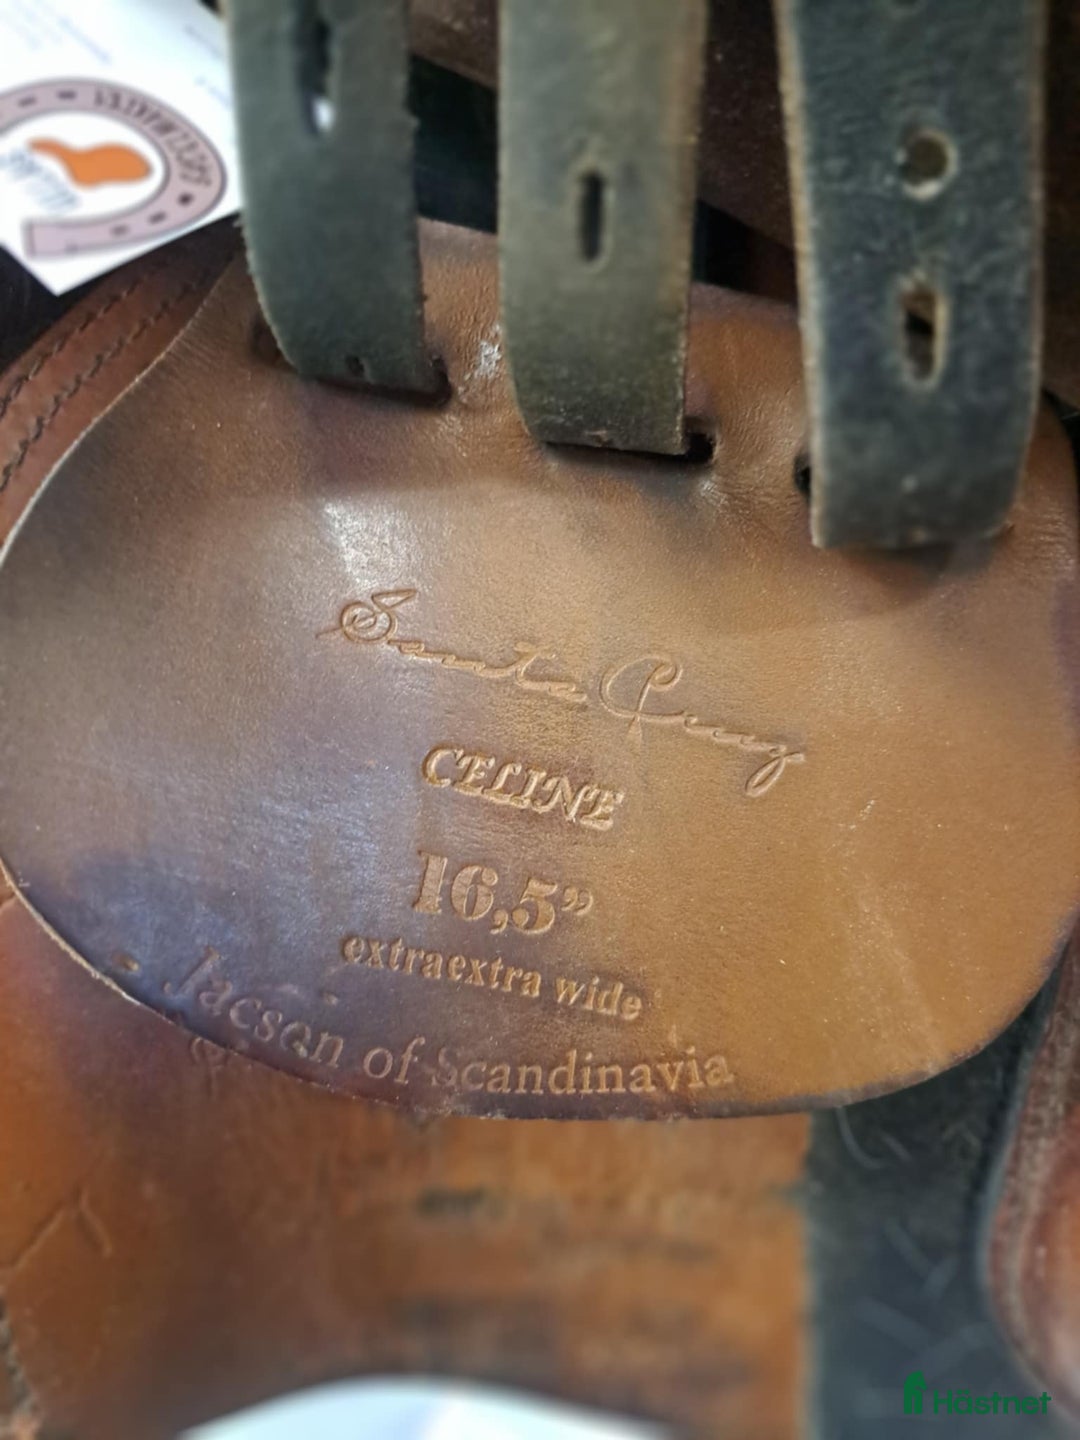 Santa Cruz
CELINE
16,5”
extraextra wide
Jacson of Scandinavia
Hästnet